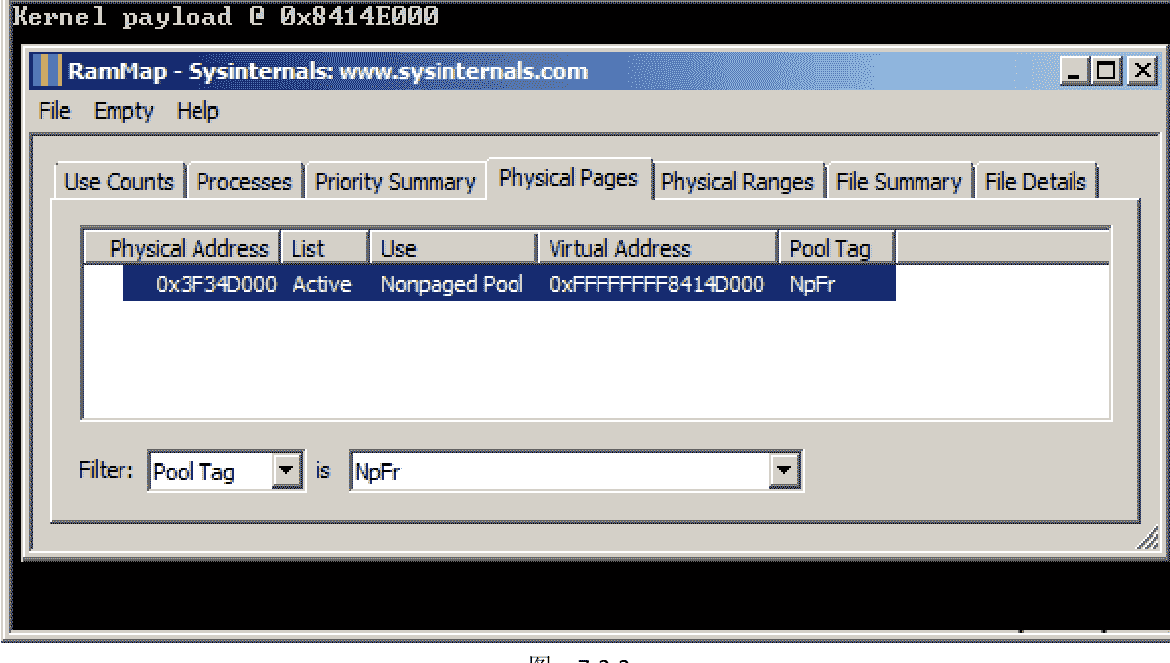 Kernel payload @ 0x8414E000
RamMap - Sysinternals: www.sysinternals.com
File Empty Help
Use Counts Processes Priority Summary Physical Pages Physical Ranges File Summary File Details
Physical Address List Use Virtual Address Pool Tag
0x3F34D000 Active Nonpaged Pool 0xFFFFFFFF8414D000 NpFr
Filter: Pool Tag is NpFr